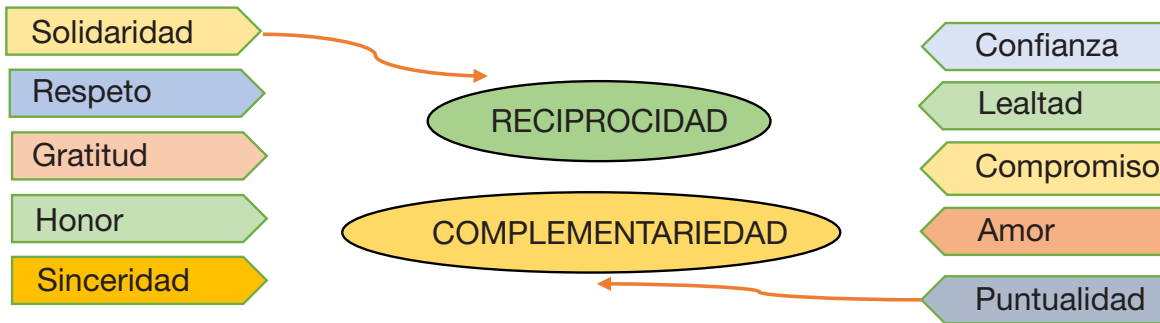 Solidaridad
Respeto
Gratitud
Honor
Sinceridad
RECIPROCIDAD
COMPLEMENTARIEDAD
Confianza
Lealtad
Compromiso
Amor
Puntualidad